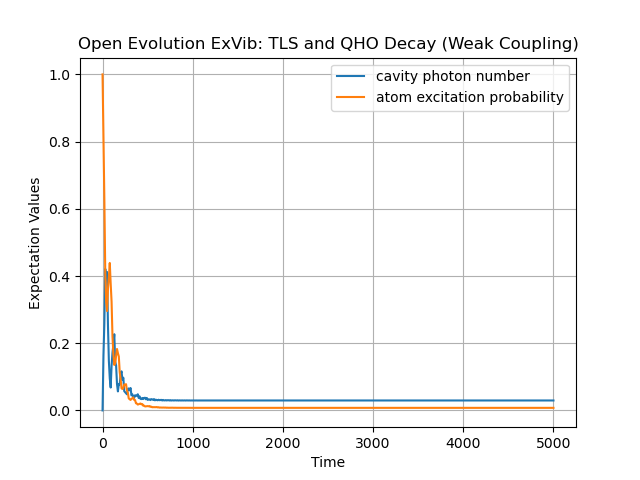 Open Evolution ExVib: TLS and QHO Decay (Weak Coupling)
cavity photon number
atom excitation probability
Expectation Values
1.0
0.8
0.6
0.4
0.2
0.0
0 1000 2000 3000 4000 5000
Time